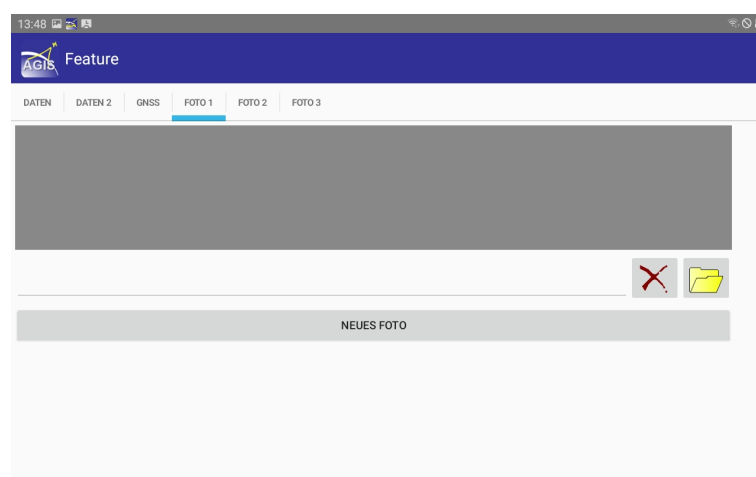 13:48
AGIS Feature
DATEN DATEN 2 GNSS FOTO 1 FOTO 2 FOTO 3
NEUES FOTO